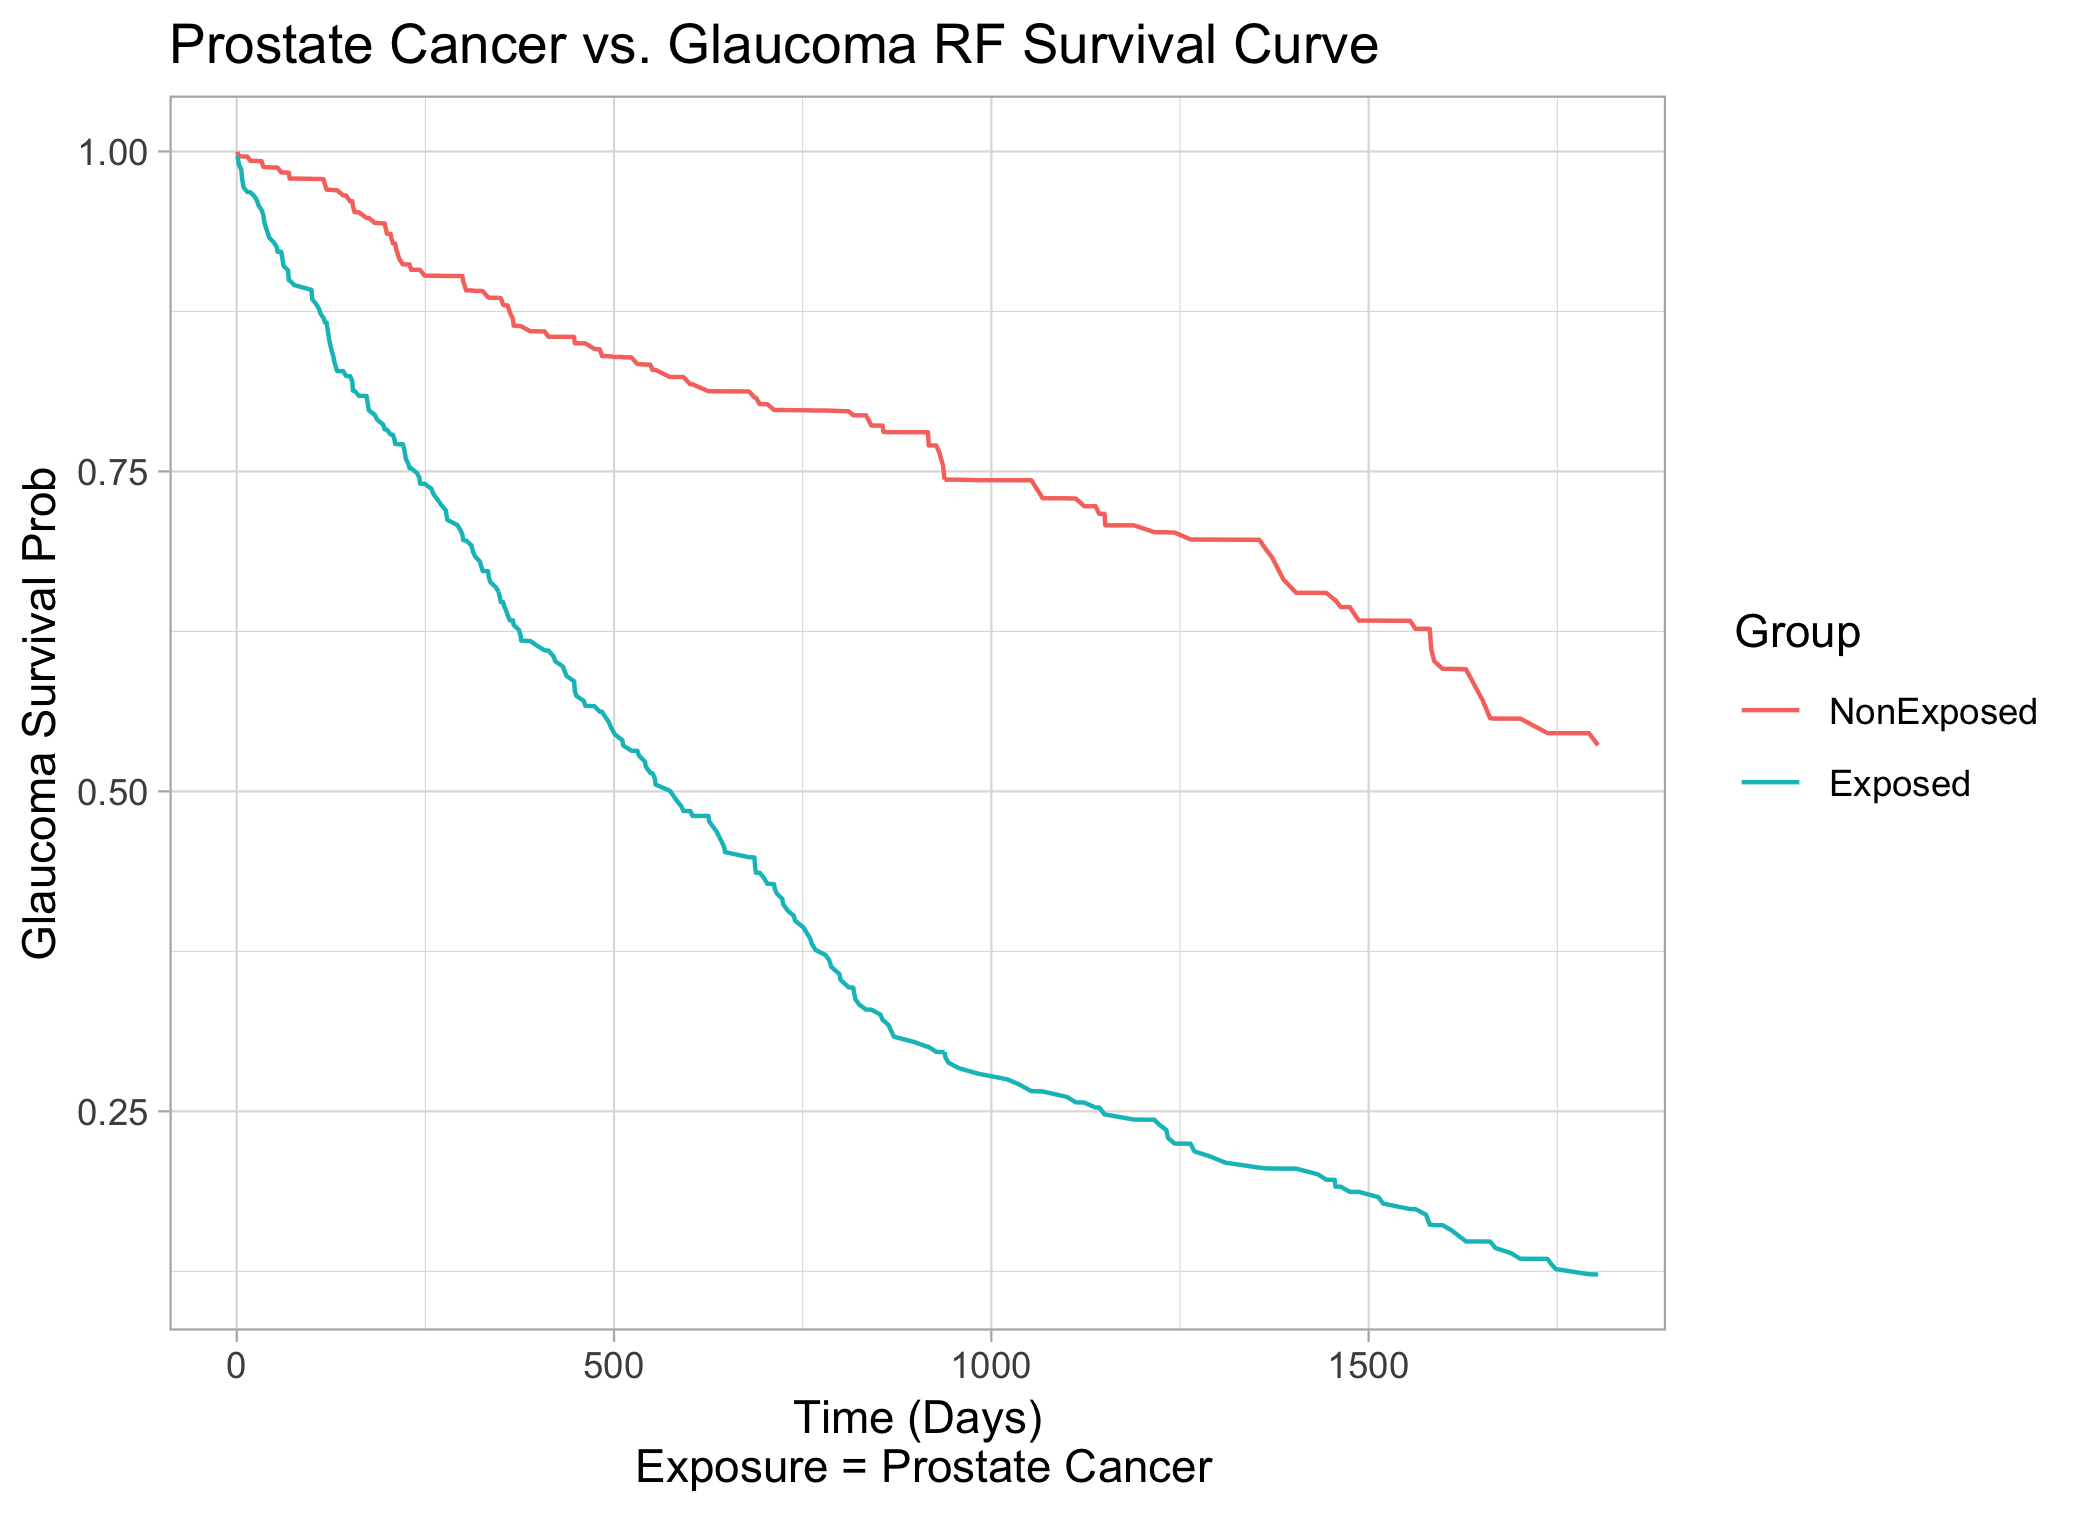 Prostate Cancer vs. Glaucoma RF Survival Curve
Glaucoma Survival Prob
1.00
0.75
0.50
0.25
0
500
1000
1500
Time (Days)
Exposure = Prostate Cancer
Group
NonExposed
Exposed